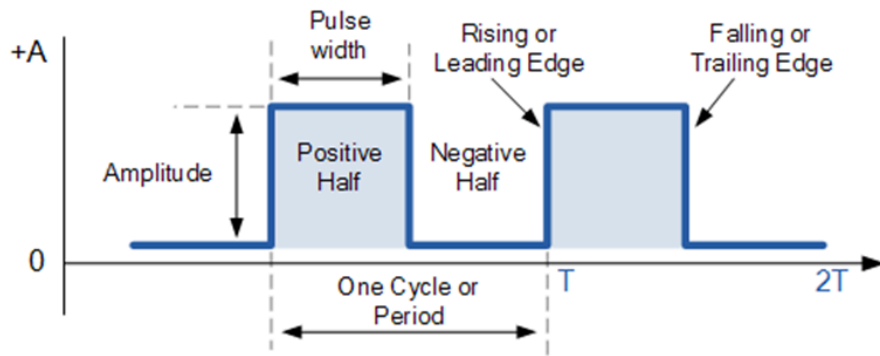 Pulse
width
+A
Rising or
Leading Edge
Falling or
Trailing Edge
Amplitude
Positive
Half
Negative
Half
0
T
2T
One Cycle or
Period